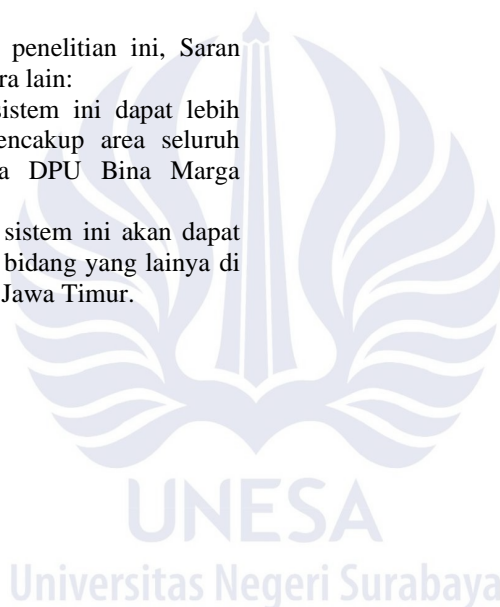 penelitian ini, Saran
ra lain:
sistem ini dapat lebih
encakup area seluruh
a DPU Bina Marga
sistem ini akan dapat
bidang yang lainya di
Jawa Timur.
UNESA
Universitas Negeri Surabaya